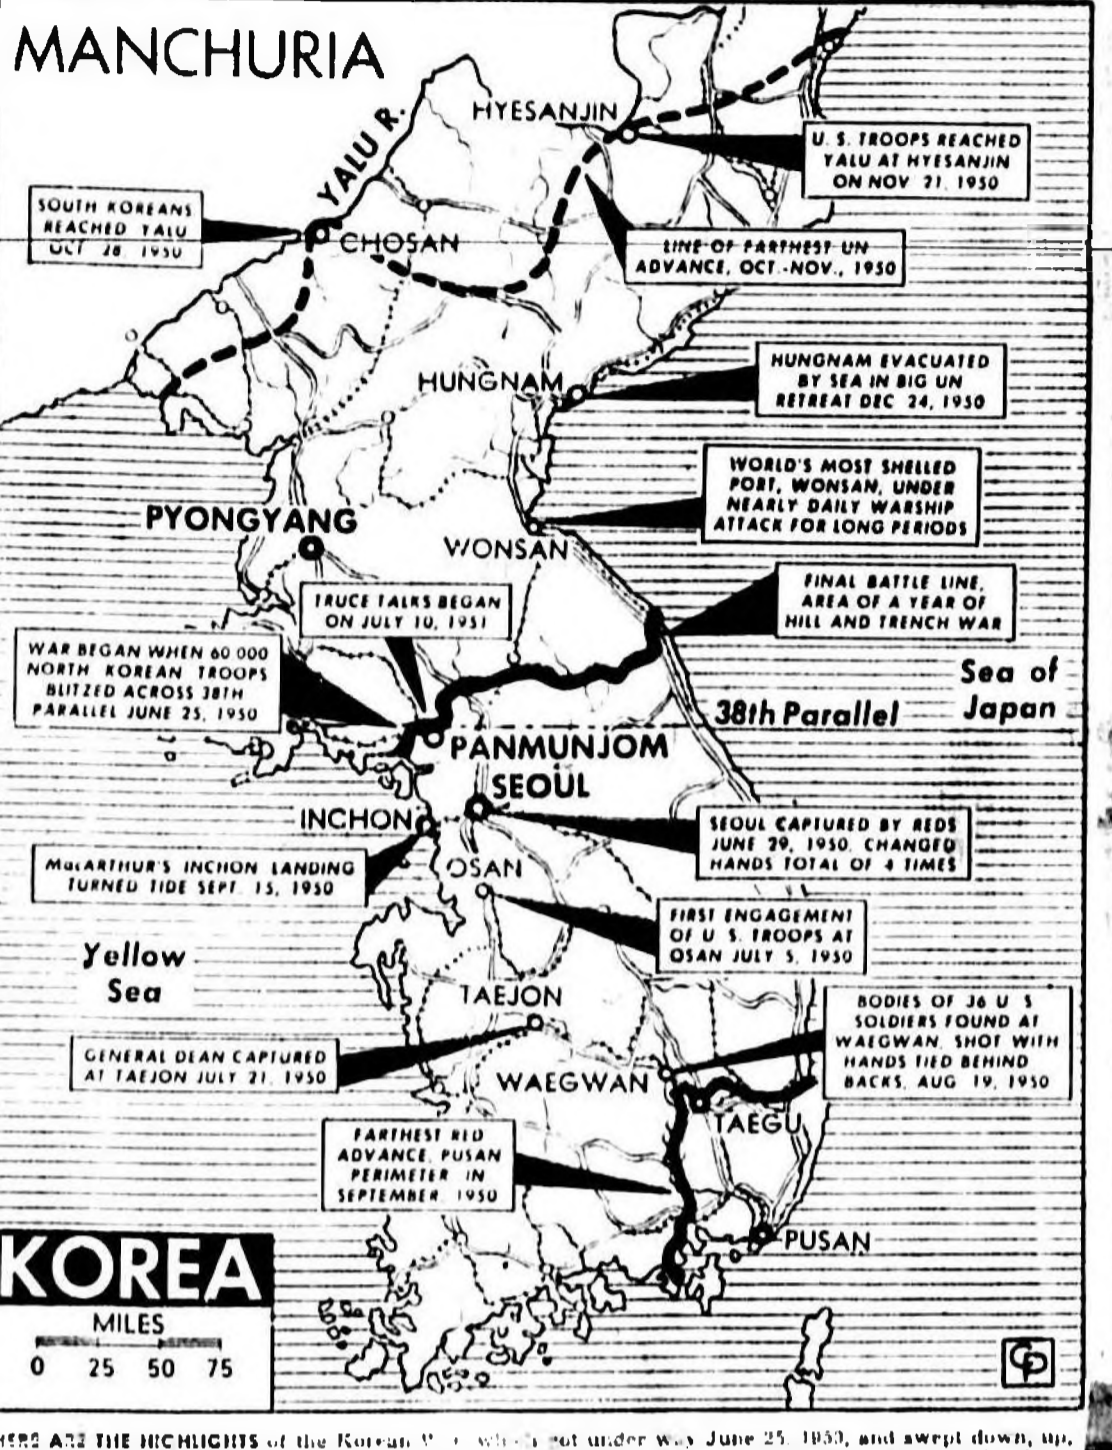 MANCHURIA
HYESANJIN
YALU R.
U. S. TROOPS REACHED
YALU AT HYESANJIN
ON NOV 21, 1950
SOUTH KOREANS
REACHED YALU
OCT 28, 1950
CHOSAN
LINE OF FARTHEST UN
ADVANCE, OCT.-NOV., 1950
HUNGNAM
HUNGNAM EVACUATED
BY SEA IN BIG UN
RETREAT DEC 24, 1950
WORLD'S MOST SHELLED
PORT, WONSAN, UNDER
NEARLY DAILY WARSHIP
ATTACK FOR LONG PERIODS
PYONGYANG
WONSAN
TRUCE TALKS BEGAN
ON JULY 10, 1951
FINAL BATTLE LINE,
AREA OF A YEAR OF
HILL AND TRENCH WAR
WAR BEGAN WHEN 60 000
NORTH KOREAN TROOPS
BLITZED ACROSS 38TH
PARALLEL JUNE 25, 1950
Sea of
Japan
38th Parallel
PANMUNJOM
SEOUL
INCHON
SEOUL CAPTURED BY REDS
JUNE 29, 1950, CHANGED
HANDS TOTAL OF 4 TIMES
MacARTHUR'S INCHON LANDING
TURNED TIDE SEPT. 15, 1950
OSAN
FIRST ENGAGEMENT
OF U S. TROOPS AT
OSAN JULY 5, 1950
Yellow
Sea
TAEJON
BODIES OF 36 U S
SOLDIERS FOUND AT
WAEGWAN, SHOT WITH
HANDS TIED BEHIND
BACKS, AUG 19, 1950
GENERAL DEAN CAPTURED
AT TAEJON JULY 21, 1950
WAEGWAN
TAEGU
FARTHEST RED
ADVANCE, PUSAN
PERIMETER IN
SEPTEMBER, 1950
PUSAN
KOREA
MILES
0 25 50 75
CP
HERE ARE THE HIGHLIGHTS of the Korean got under way June 25, 1950, and swept down, up,